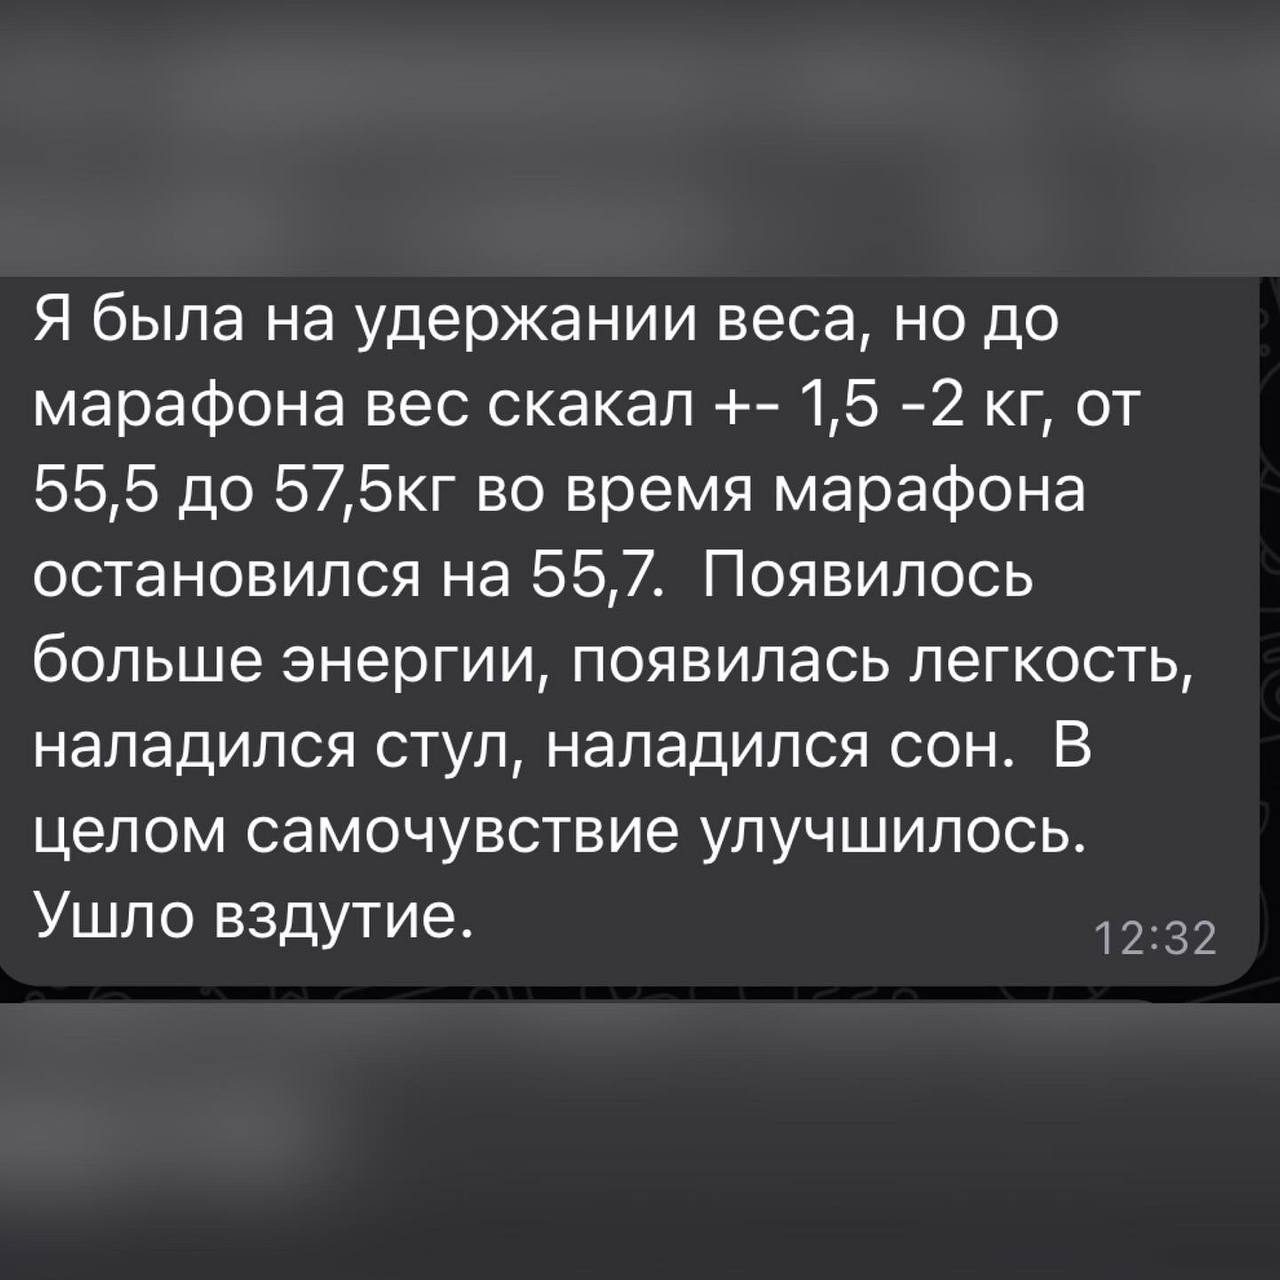 Я была на удержании веса, но до
марафона вес скакал +- 1,5 -2 кг, от
55,5 до 57,5кг во время марафона
остановился на 55,7.  Появилось
больше энергии, появилась легкость,
наладился стул, наладился сон.  В
целом самочувствие улучшилось.
Ушло вздутие.
12:32